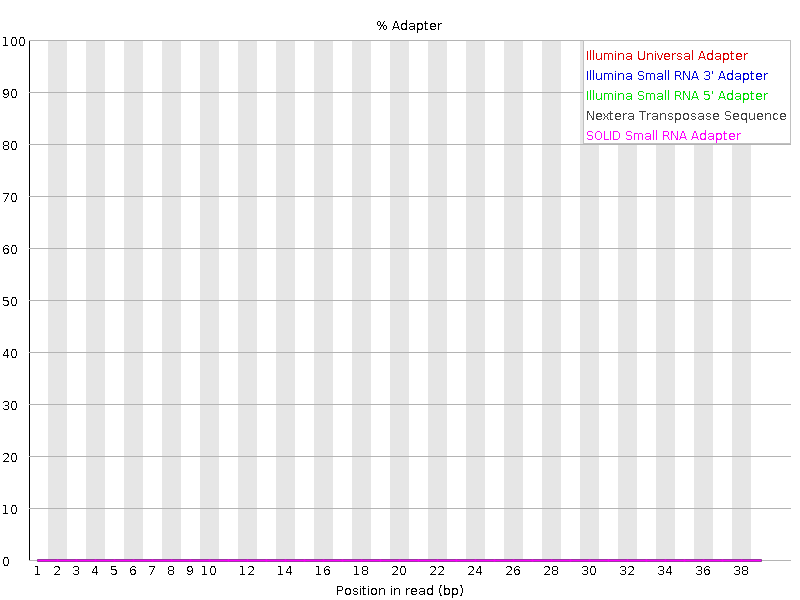 % Adapter
100
90
80
70
60
50
40
30
20
10
0
Illumina Universal Adapter
Illumina Small RNA 3' Adapter
Illumina Small RNA 5' Adapter
Nextera Transposase Sequence
SOLID Small RNA Adapter
1 2 3 4 5 6 7 8 9 10 12 14 16 18 20 22 24 26 28 30 32 34 36 38
Position in read (bp)